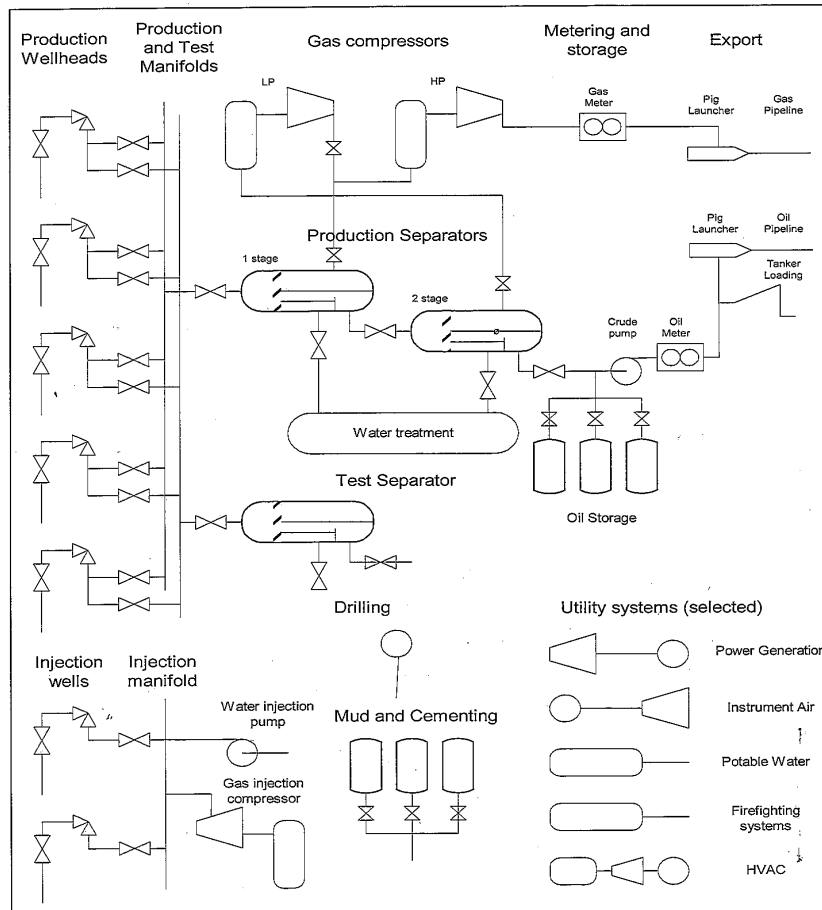 Production
Wellheads
Production
and Test
Manifolds
Gas compressors
Metering and
storage
Export
LP
HP
Gas
Meter
Pig
Launcher
Gas
Pipeline
Production Separators
1 stage
2 stage
Pig
Launcher
Oil
Pipeline
Tanker
Loading
Crude
pump
Oil
Meter
Water treatment
Test Separator
Oil Storage
Drilling
Utility systems (selected)
Injection
wells
Injection
manifold
Power Generation
Water injection
pump
Mud and Cementing
Instrument Air
Gas injection
compressor
Potable Water
Firefighting
systems
HVAC